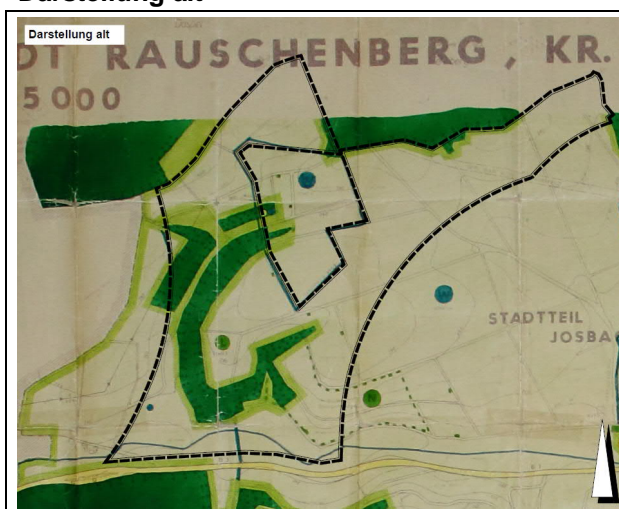 Darstellung alt
DT RAUSCHENBERG, KR.
5000
STADTTEIL
JOSBA